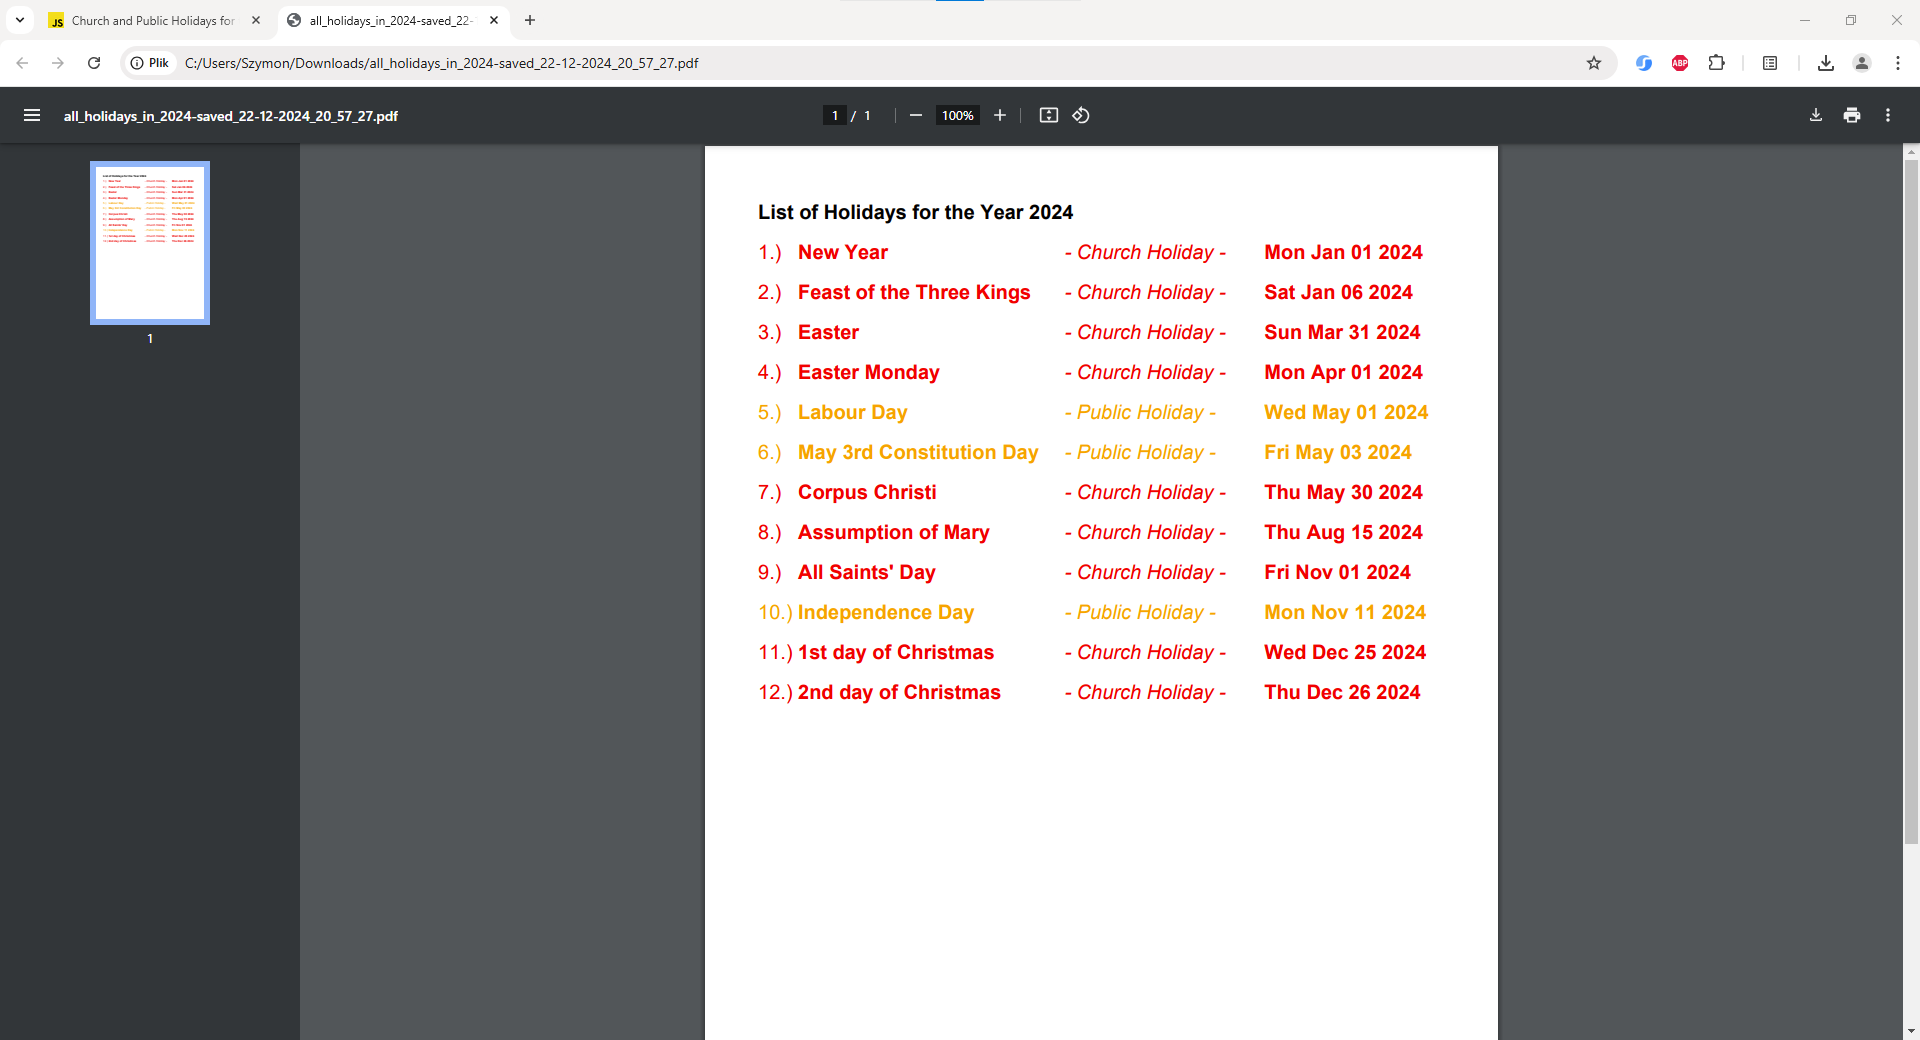 Church and Public Holidays for
all_holidays_in_2024-saved_22-
Plik
C:/Users/Szymon/Downloads/all_holidays_in_2024-saved_22-12-2024_20_57_27.pdf
ABP
all_holidays_in_2024-saved_22-12-2024_20_57_27.pdf
1 / 1
100%
1
List of Holidays for the Year 2024
1.) New Year - Church Holiday - Mon Jan 01 2024
2.) Feast of the Three Kings - Church Holiday - Sat Jan 06 2024
3.) Easter - Church Holiday - Sun Mar 31 2024
4.) Easter Monday - Church Holiday - Mon Apr 01 2024
5.) Labour Day - Public Holiday - Wed May 01 2024
6.) May 3rd Constitution Day - Public Holiday - Fri May 03 2024
7.) Corpus Christi - Church Holiday - Thu May 30 2024
8.) Assumption of Mary - Church Holiday - Thu Aug 15 2024
9.) All Saints' Day - Church Holiday - Fri Nov 01 2024
10.) Independence Day - Public Holiday - Mon Nov 11 2024
11.) 1st day of Christmas - Church Holiday - Wed Dec 25 2024
12.) 2nd day of Christmas - Church Holiday - Thu Dec 26 2024